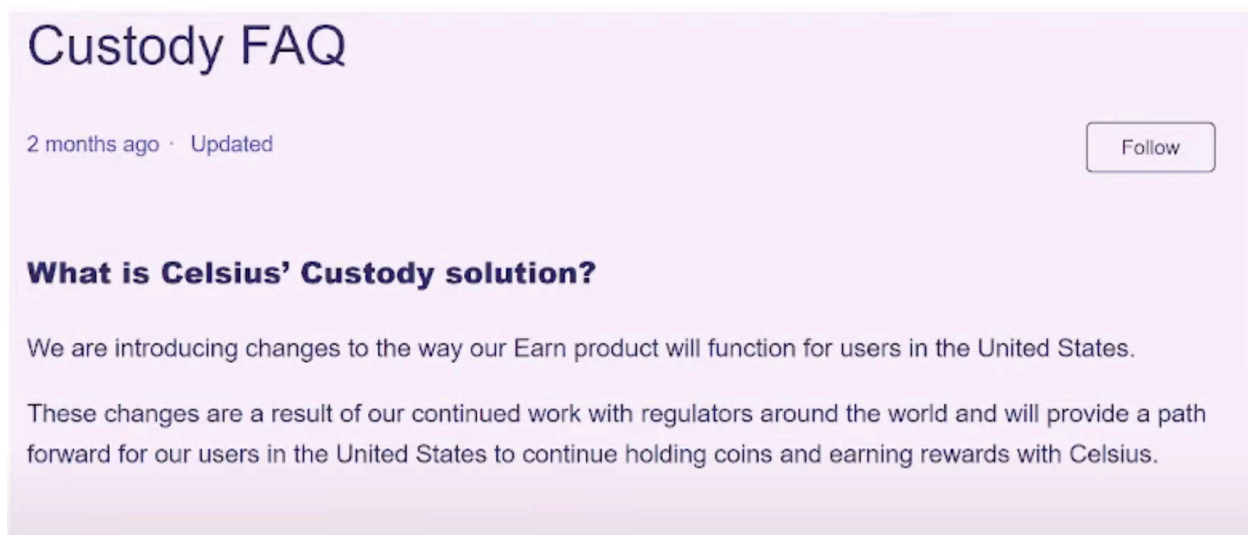 Custody FAQ
2 months ago · Updated
Follow
What is Celsius’ Custody solution?
We are introducing changes to the way our Earn product will function for users in the United States.
These changes are a result of our continued work with regulators around the world and will provide a path
forward for our users in the United States to continue holding coins and earning rewards with Celsius.